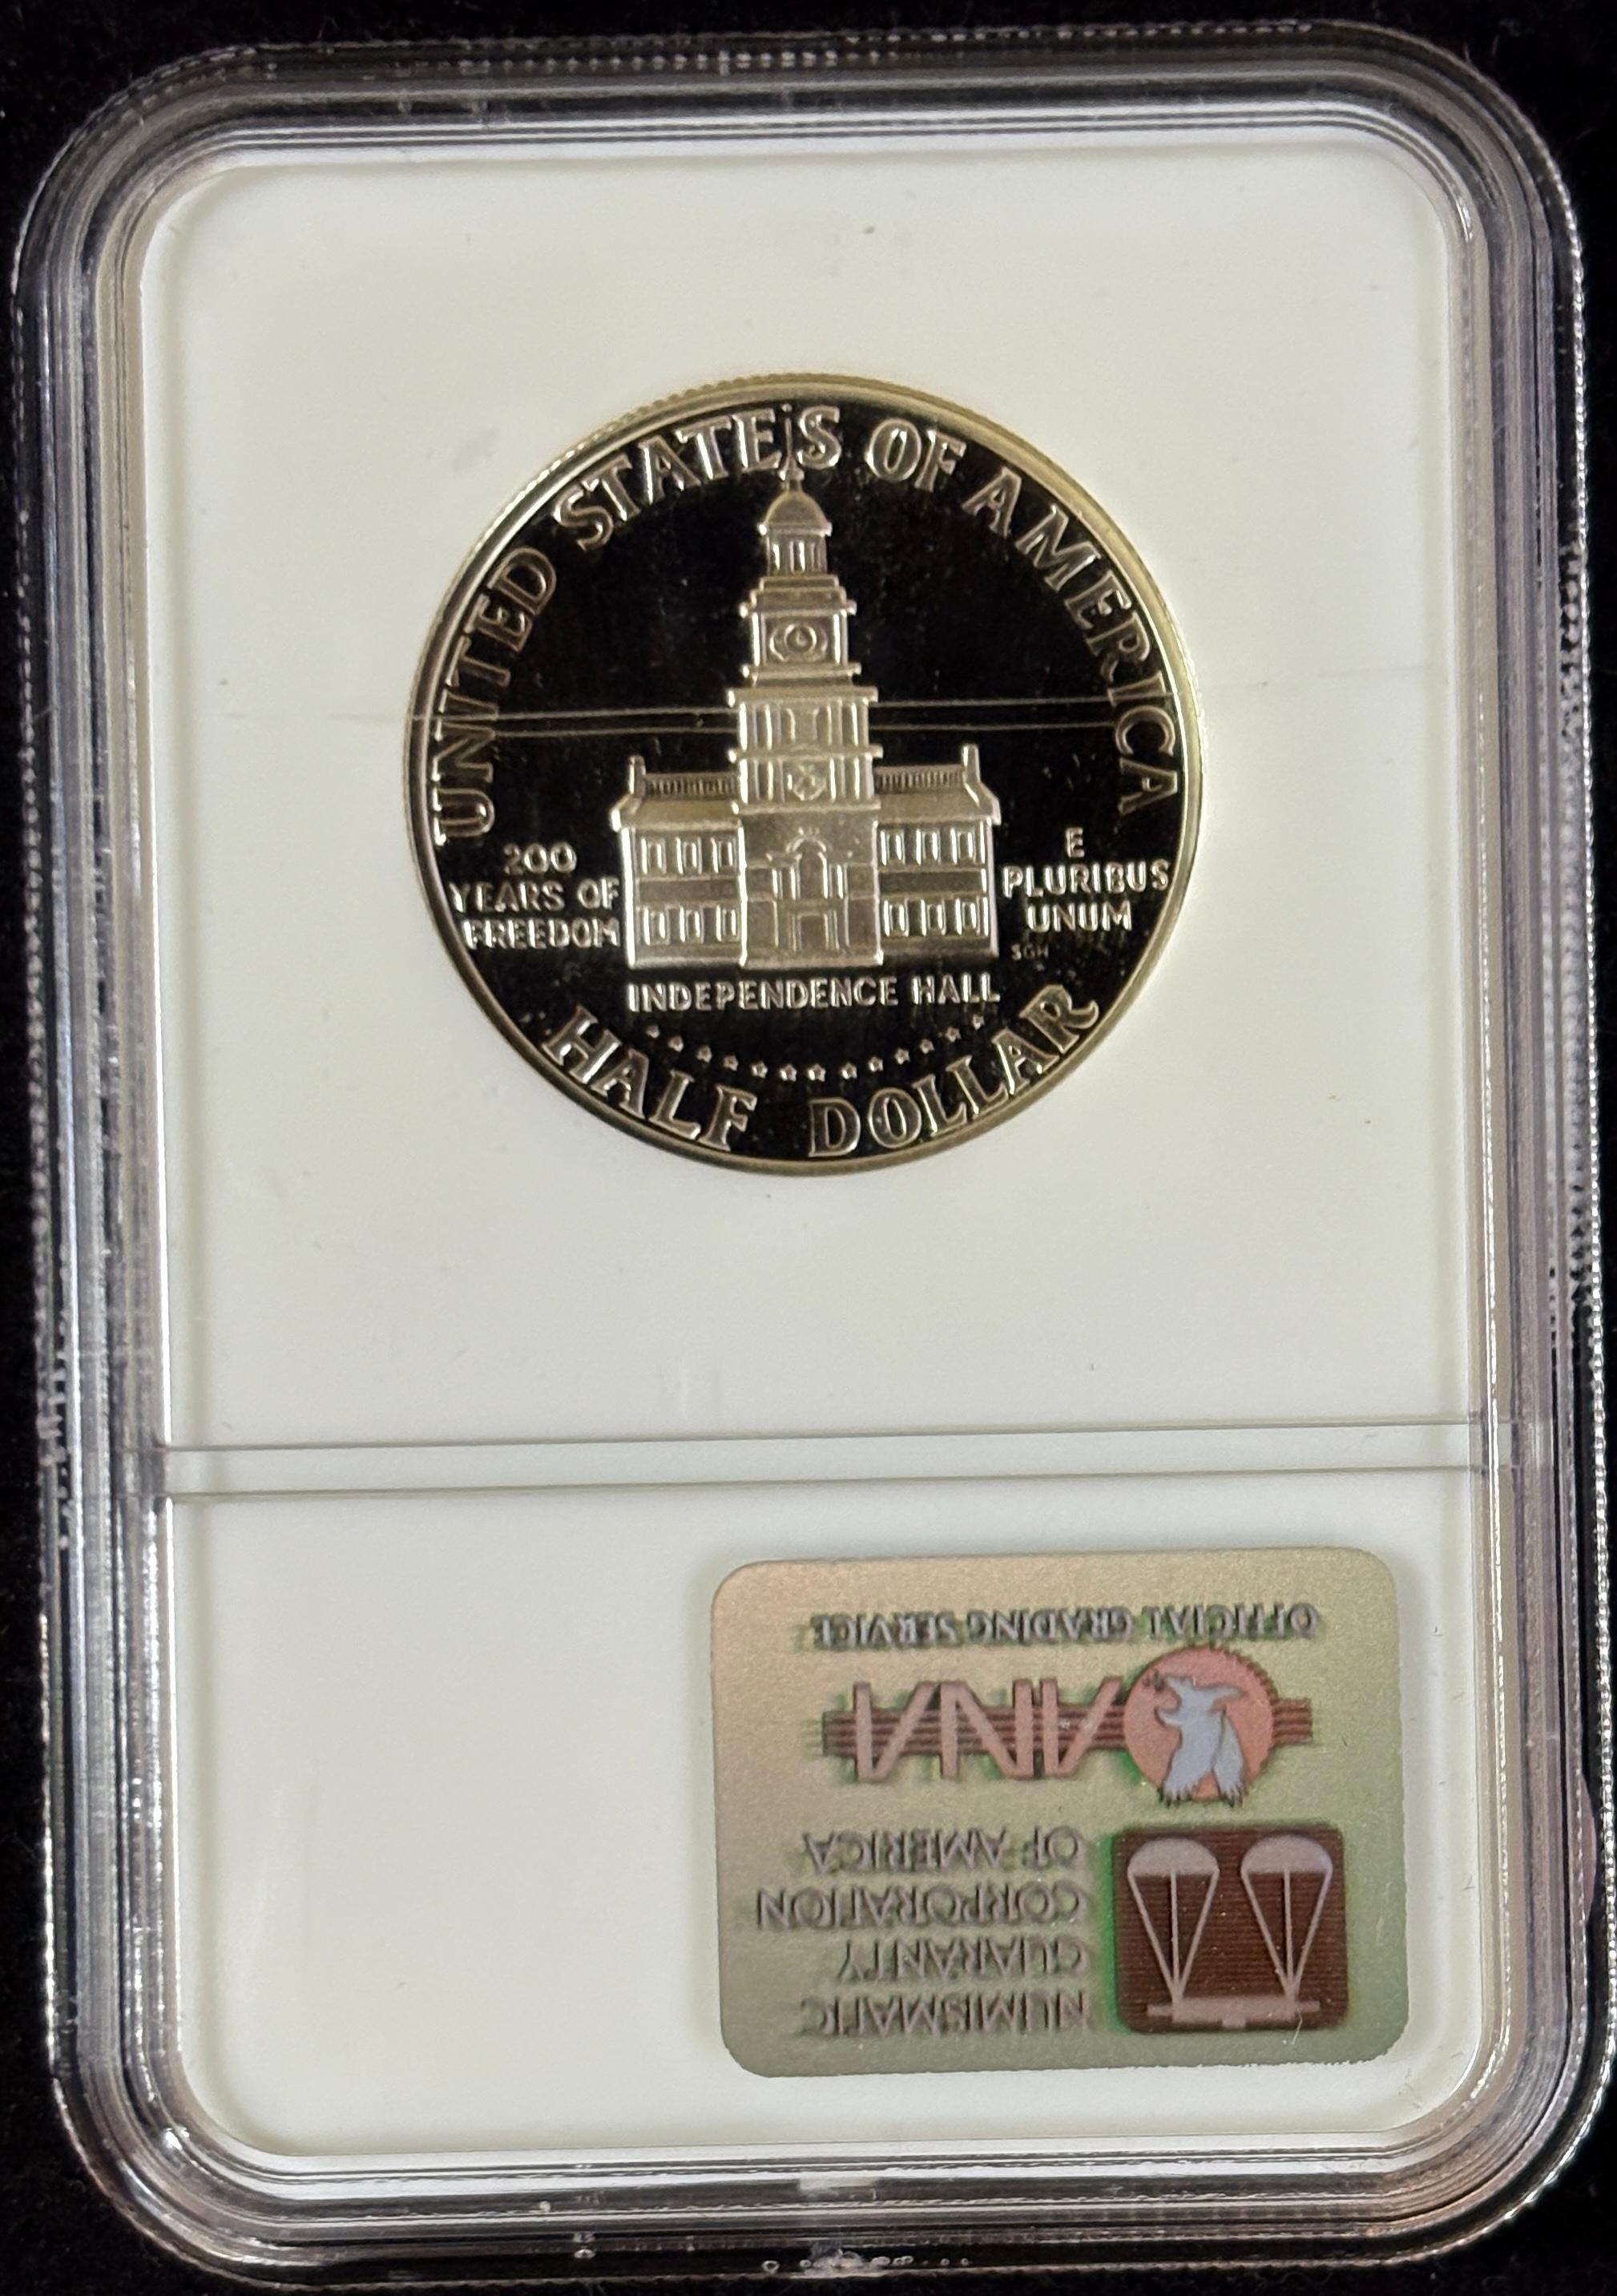 UNITED STATES OF AMERICA
200
YEARS OF
FREEDOM
E
PLURIBUS
UNUM
SGH
INDEPENDENCE HALL
HALF DOLLAR
NUMISMATIC
GUARANTY
CORPORATION
OF AMERICA
ANA
OFFICIAL GRADING SERVICE